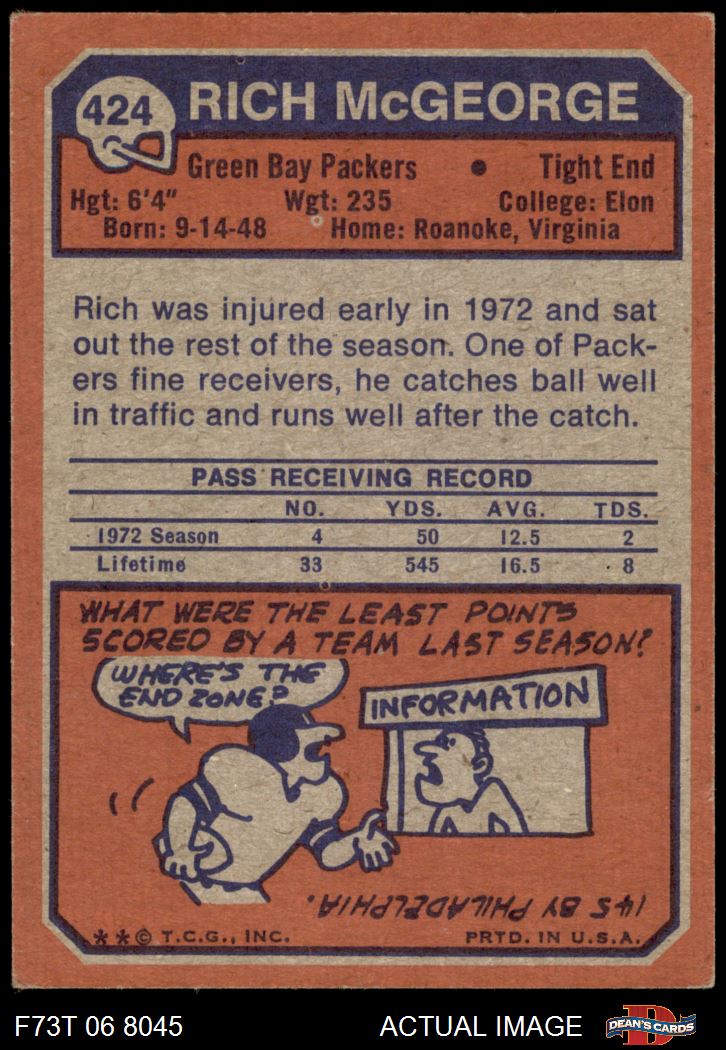 424
RICH McGEORGE
Green Bay Packers • Tight End
Hgt: 6'4" Wgt: 235 College: Elon
Born: 9-14-48 Home: Roanoke, Virginia
Rich was injured early in 1972 and sat
out the rest of the season. One of Pack-
ers fine receivers, he catches ball well
in traffic and runs well after the catch.
PASS RECEIVING RECORD
NO. YDS. AVG. TDS.
1972 Season 4 50 12.5 2
Lifetime 33 545 16.5 8
WHAT WERE THE LEAST POINTS
SCORED BY A TEAM LAST SEASON?
WHERE'S THE
END ZONE?
INFORMATION
145 BY PHILADELPHIA.
**© T.C.G., INC. PRTD. IN U.S.A.
F73T 06 8045 ACTUAL IMAGE
D
DEAN'S CARDS